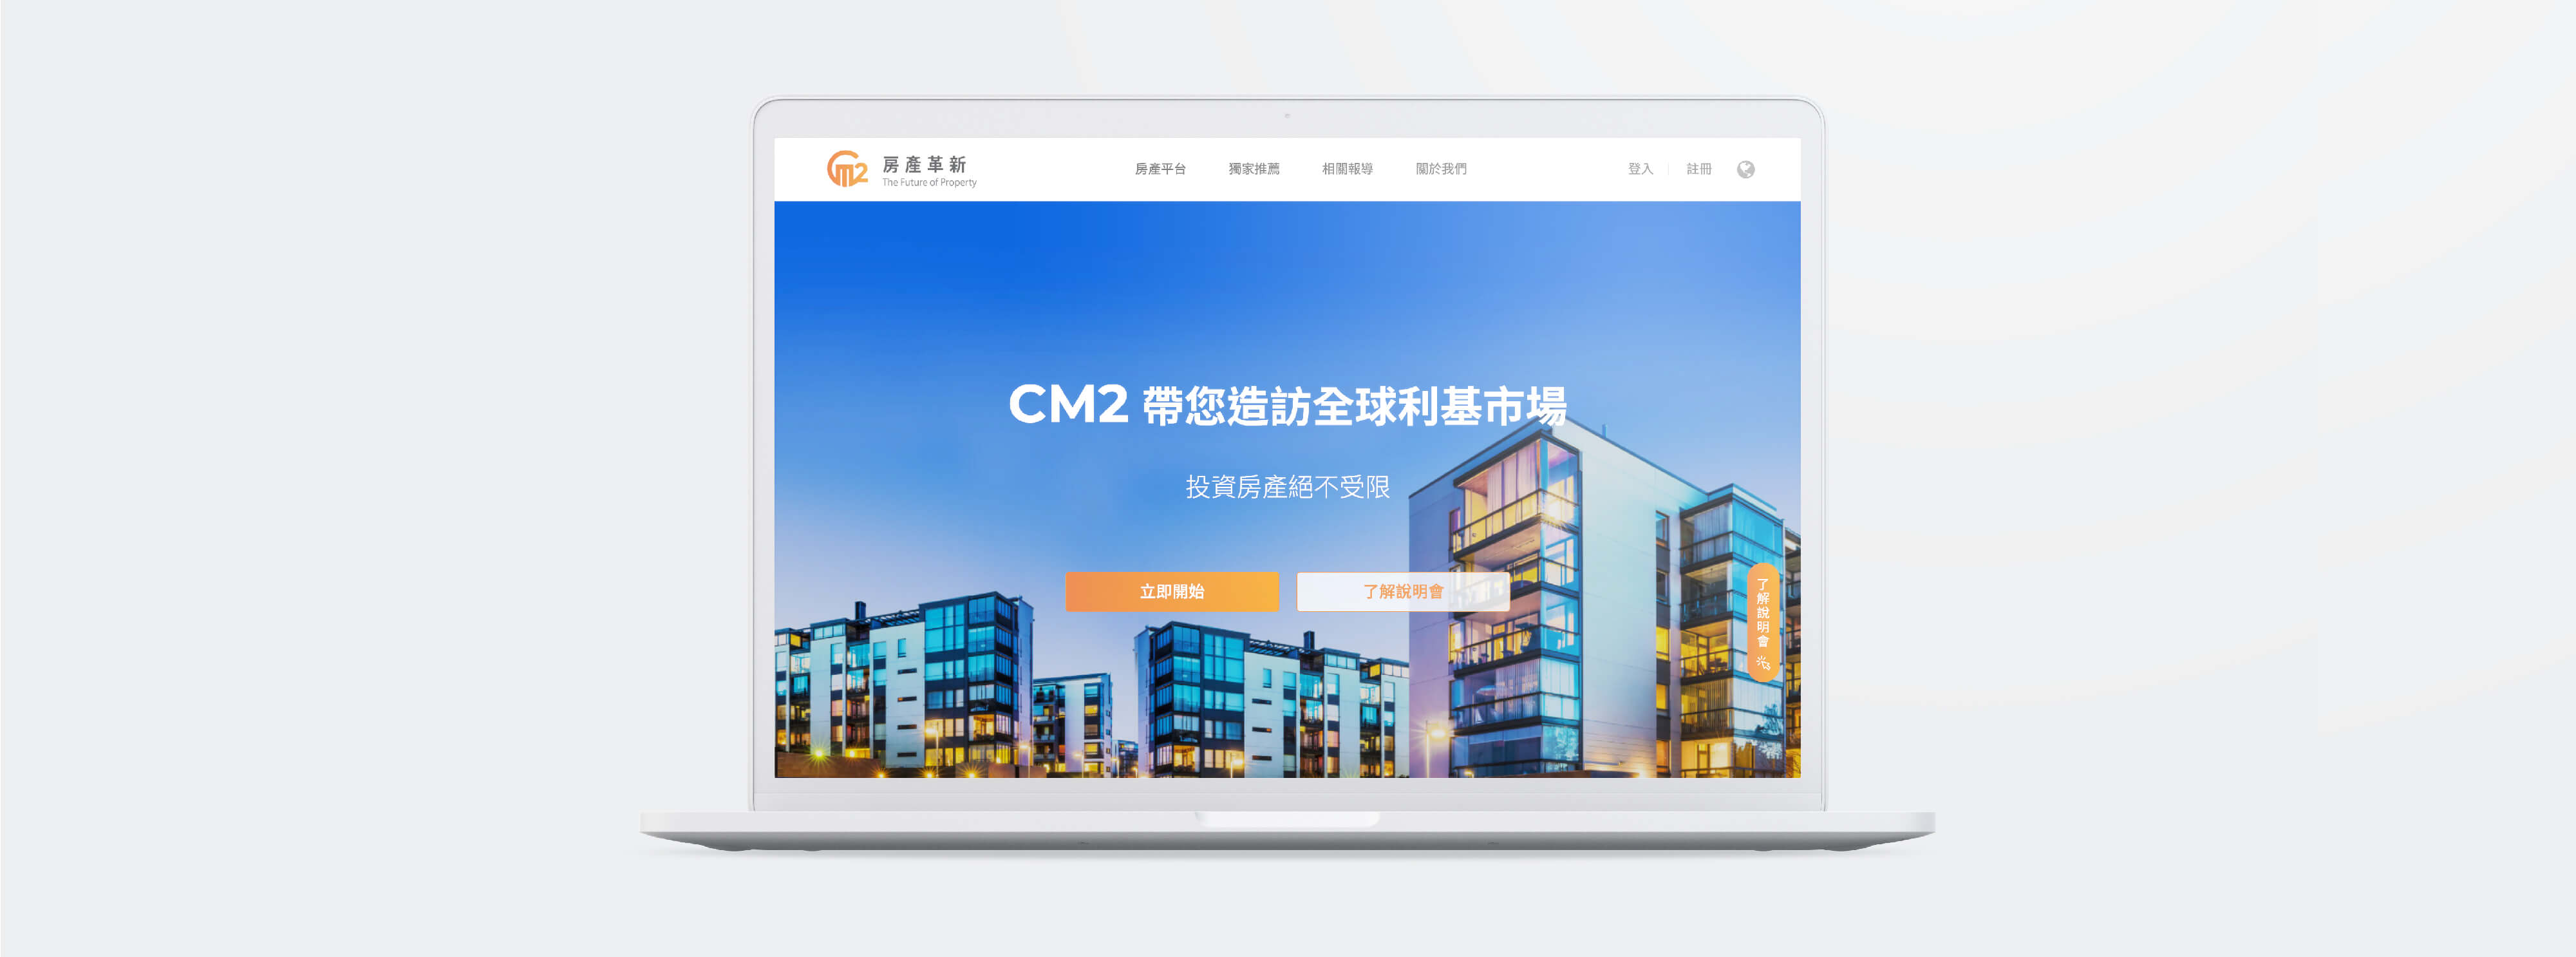 CM2 房產革新
The Future of Property
房產平台 獨家推薦 相關報導 關於我們 登入 註冊
CM2 帶您造訪全球利基市場
投資房產絕不受限
立即開始 了解說明會
了解說明會